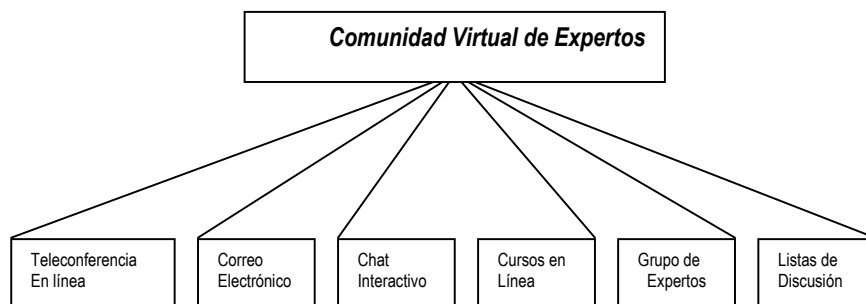 Comunidad Virtual de Expertos
Teleconferencia
En línea
Correo
Electrónico
Chat
Interactivo
Cursos en
Línea
Grupo de
Expertos
Listas de
Discusión